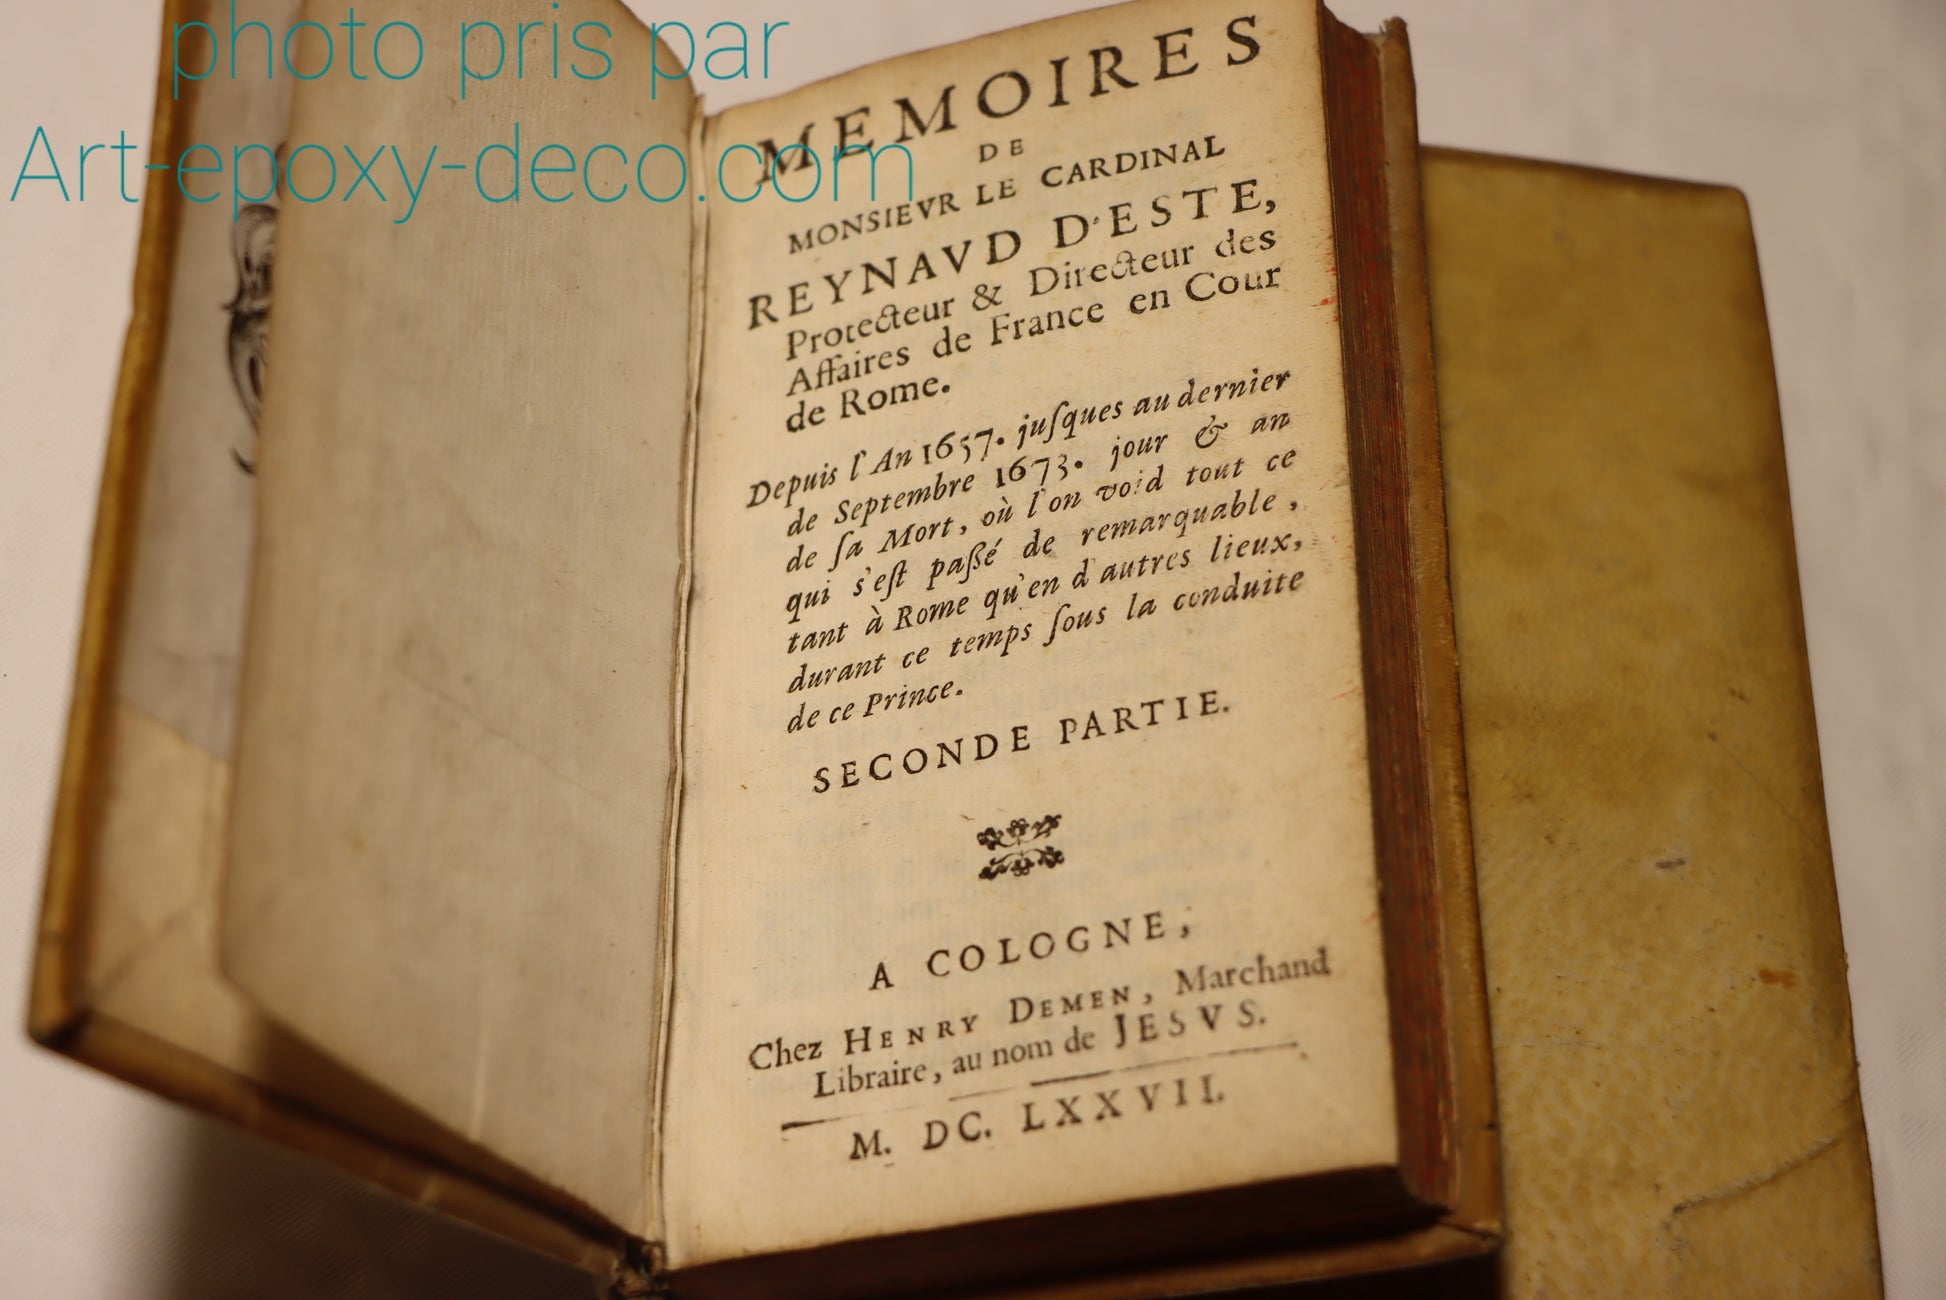 photo pris par
Art-epoxy-deco.com
MEMOIRES
DE
MONSIEVR LE CARDINAL
REYNAVD D'ESTE,
Protecteur & Directeur des
Affaires de France en Cour
de Rome.
Depuis l'An 1657. juſques au dernier
de Septembre 1673. jour & an
de ſa Mort, où l'on void tout ce
qui s'eſt paßé de remarquable,
tant à Rome qu'en d'autres lieux,
durant ce temps ſous la conduite
de ce Prince.
SECONDE PARTIE.
A COLOGNE,
Chez HENRY DEMEN, Marchand
Libraire, au nom de JESVS.
M. DC. LXXVII.